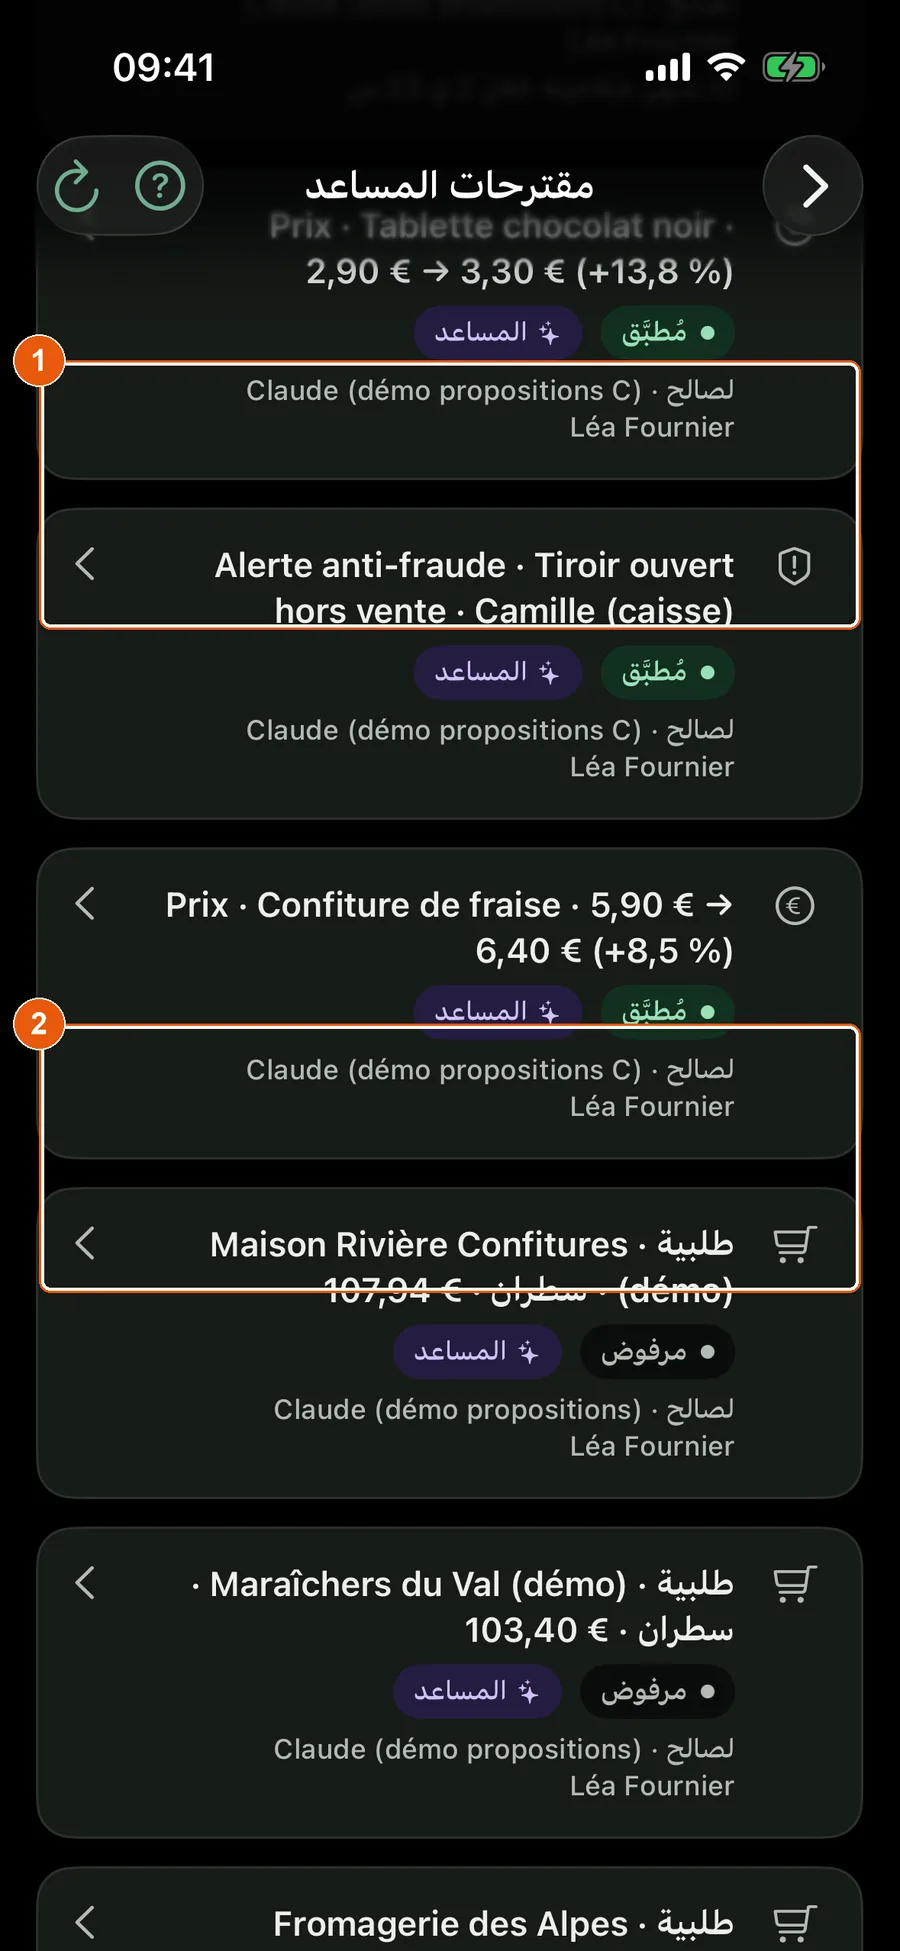 09:41
مقترحات المساعد
Prix · Tablette chocolat noir ·
2,90 € → 3,30 € (+13,8 %)
مُطبَّق
المساعد
1
لصالح · Claude (démo propositions C)
Léa Fournier
Alerte anti-fraude · Tiroir ouvert
hors vente · Camille (caisse)
مُطبَّق
المساعد
لصالح · Claude (démo propositions C)
Léa Fournier
Prix · Confiture de fraise · 5,90 € →
6,40 € (+8,5 %)
مُطبَّق
المساعد
2
لصالح · Claude (démo propositions C)
Léa Fournier
طلبية · Maison Rivière Confitures
(démo) · سطران · 107,94 €
مرفوض
المساعد
لصالح · Claude (démo propositions)
Léa Fournier
طلبية · Maraîchers du Val (démo) ·
سطران · 103,40 €
مرفوض
المساعد
لصالح · Claude (démo propositions)
Léa Fournier
طلبية · Fromagerie des Alpes